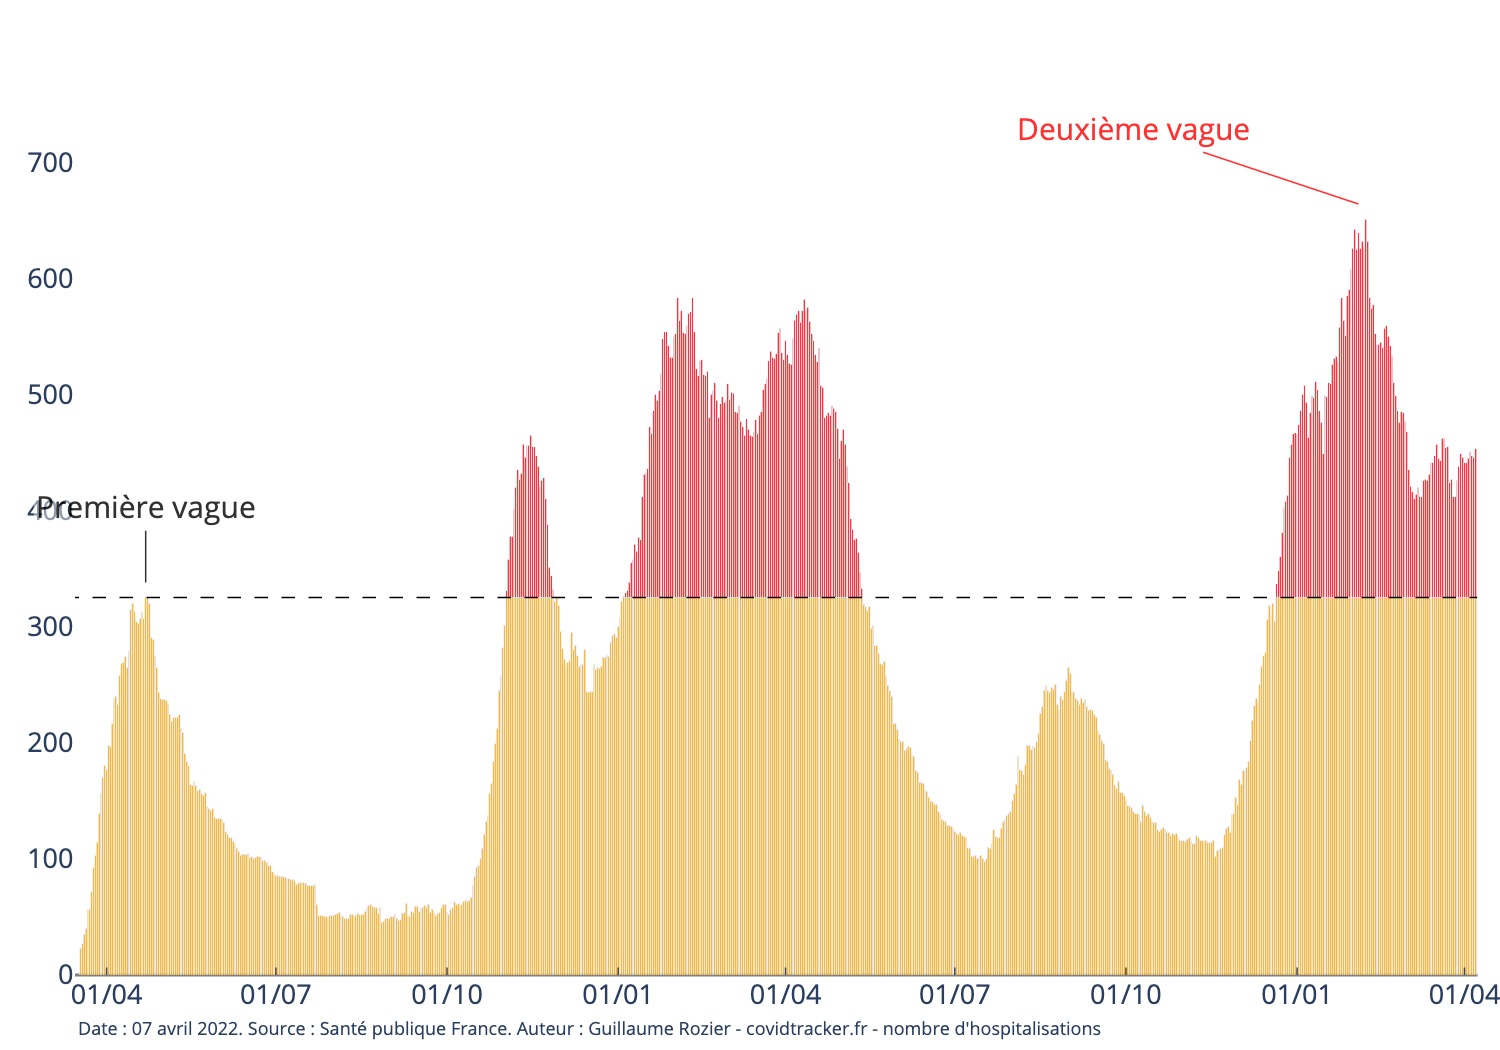 Deuxième vague
700
600
500
400
Première vague
300
200
100
0
01/04 01/07 01/10 01/01 01/04 01/07 01/10 01/01 01/04
Date : 07 avril 2022. Source : Santé publique France. Auteur : Guillaume Rozier - covidtracker.fr - nombre d'hospitalisations